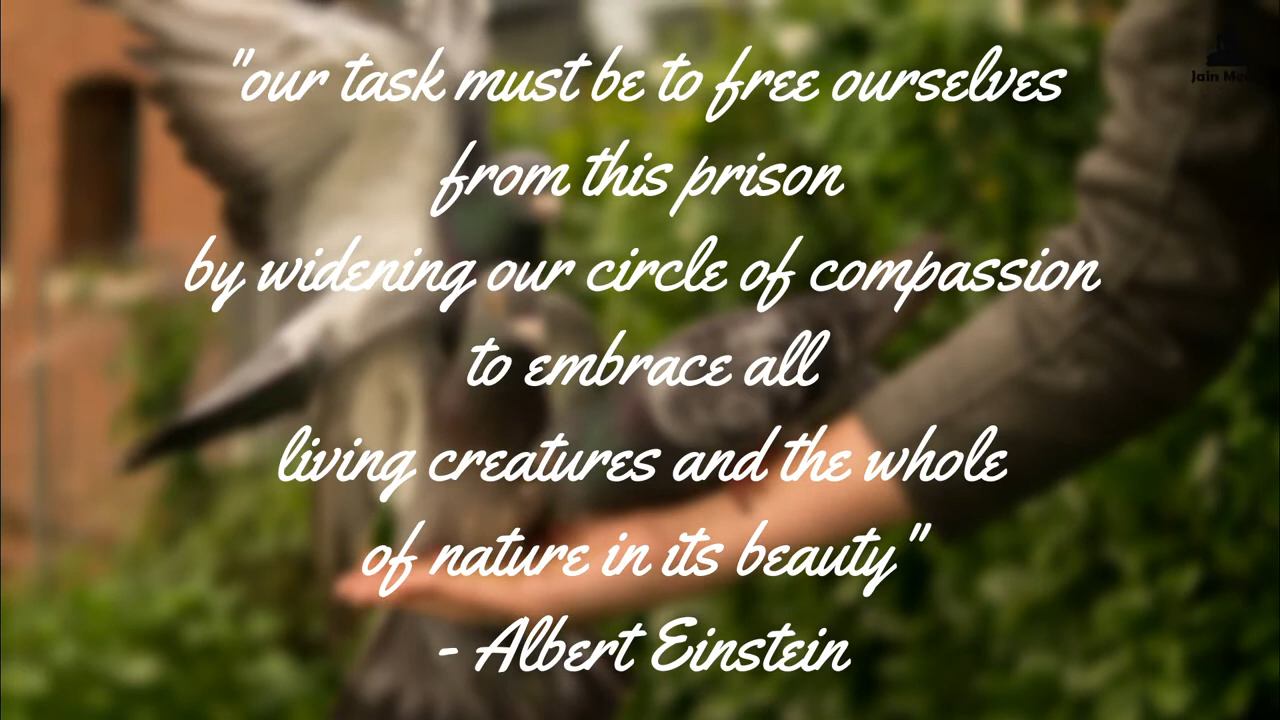 "our task must be to free ourselves
from this prison
by widening our circle of compassion
to embrace all
living creatures and the whole
of nature in its beauty"
- Albert Einstein
Jain